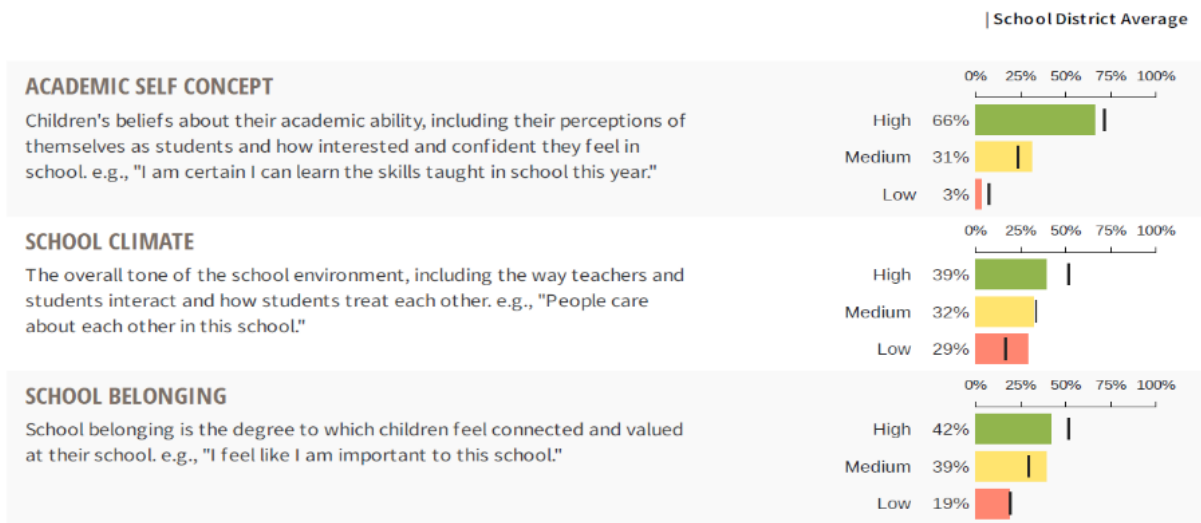 | School District Average
ACADEMIC SELF CONCEPT
Children's beliefs about their academic ability, including their perceptions of
themselves as students and how interested and confident they feel in
school. e.g., "I am certain I can learn the skills taught in school this year."
0% 25% 50% 75% 100%
High 66%
Medium 31%
Low 3%
SCHOOL CLIMATE
The overall tone of the school environment, including the way teachers and
students interact and how students treat each other. e.g., "People care
about each other in this school."
0% 25% 50% 75% 100%
High 39%
Medium 32%
Low 29%
SCHOOL BELONGING
School belonging is the degree to which children feel connected and valued
at their school. e.g., "I feel like I am important to this school."
0% 25% 50% 75% 100%
High 42%
Medium 39%
Low 19%